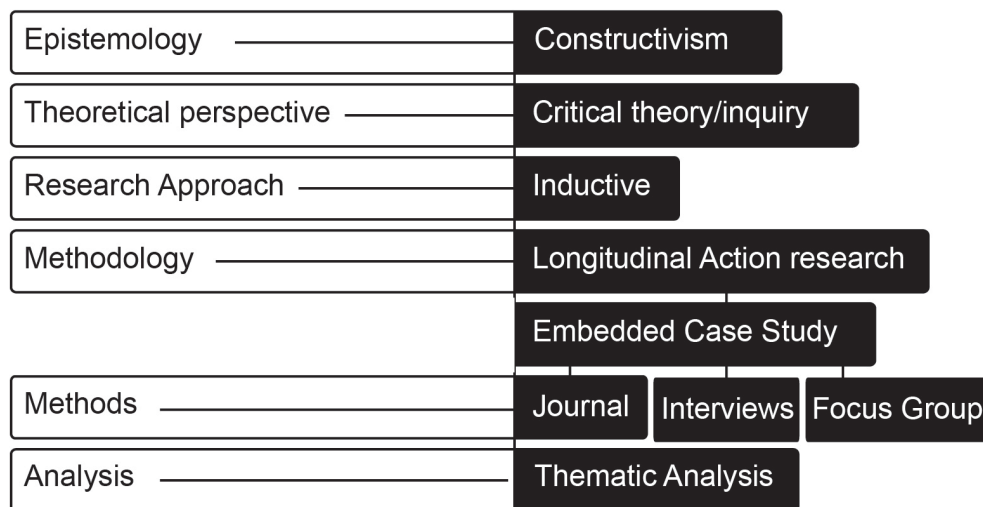 Epistemology Constructivism
Theoretical perspective Critical theory/inquiry
Research Approach Inductive
Methodology Longitudinal Action research
Embedded Case Study
Methods Journal Interviews Focus Group
Analysis Thematic Analysis